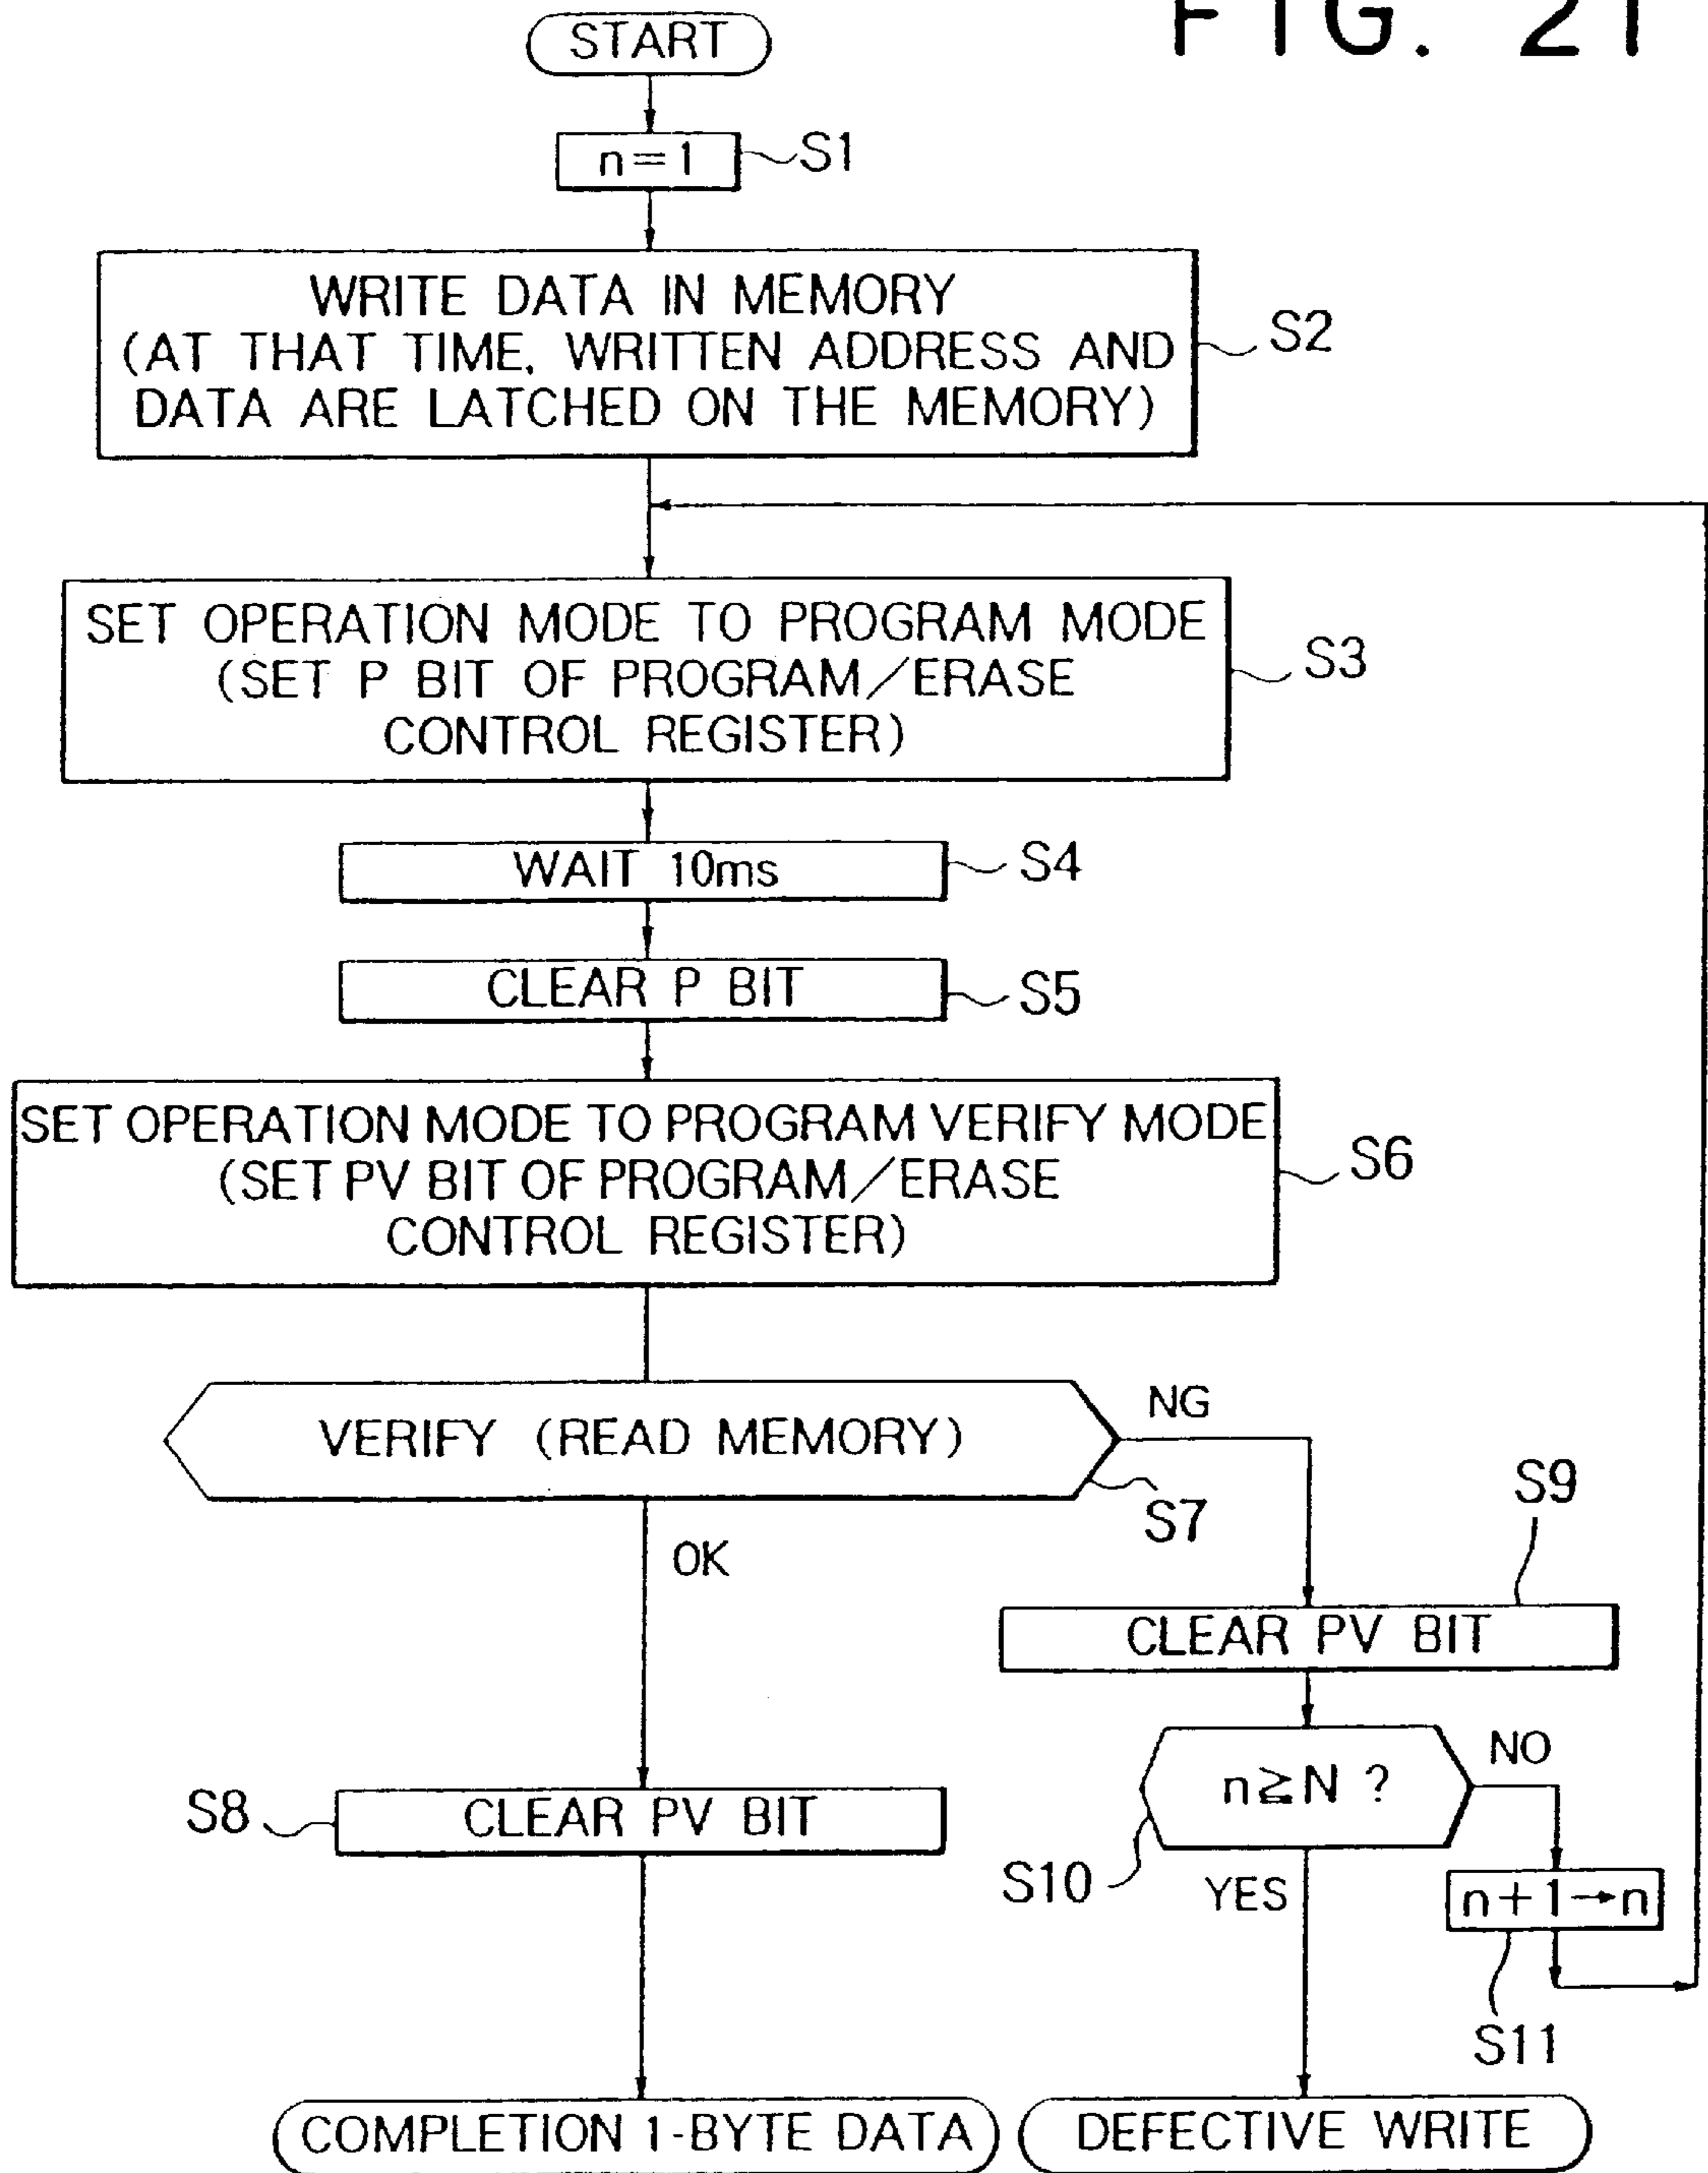 FIG. 21
START
n=1
S1
WRITE DATA IN MEMORY
(AT THAT TIME, WRITTEN ADDRESS AND
DATA ARE LATCHED ON THE MEMORY)
S2
SET OPERATION MODE TO PROGRAM MODE
(SET P BIT OF PROGRAM/ERASE
CONTROL REGISTER)
S3
WAIT 10ms
S4
CLEAR P BIT
S5
SET OPERATION MODE TO PROGRAM VERIFY MODE
(SET PV BIT OF PROGRAM/ERASE
CONTROL REGISTER)
S6
VERIFY (READ MEMORY)
NG
S7
OK
S9
CLEAR PV BIT
n≧N ?
NO
S10
YES
S8
CLEAR PV BIT
n+1→n
S11
COMPLETION 1-BYTE DATA
DEFECTIVE WRITE